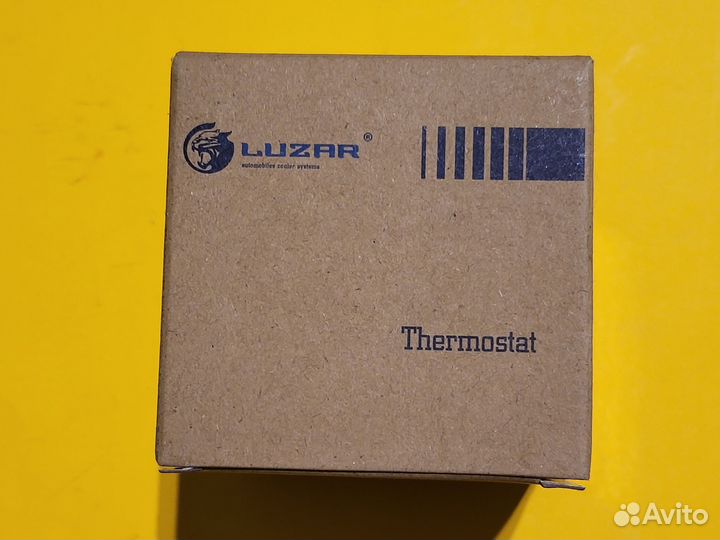 LUZAR®
automobiles cooler systems
Thermostat
Avito